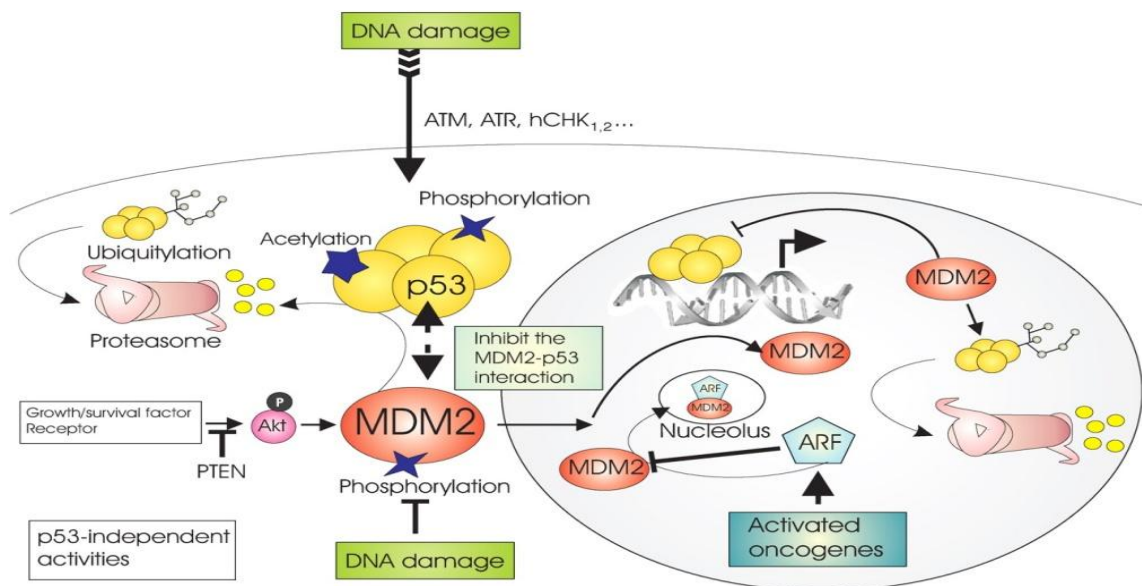 DNA damage
ATM, ATR, hCHK₁,₂...
Phosphorylation
Acetylation
Ubiquitylation
p53
MDM2
Proteasome
Inhibit the
MDM2-p53
interaction
MDM2
ARF
MDM2
Nucleolus
Growth/survival factor
Receptor
P
Akt
MDM2
ARF
MDM2
PTEN
Phosphorylation
p53-independent
activities
DNA damage
Activated
oncogenes